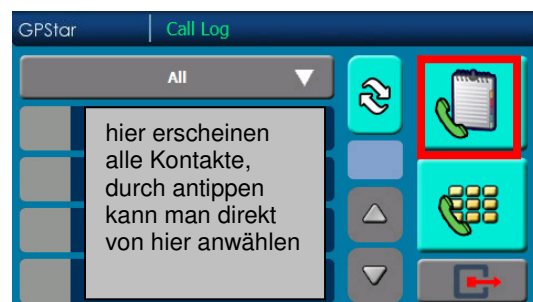 GPStar Call Log
All
hier erscheinen
alle Kontakte,
durch antippen
kann man direkt
von hier anwählen